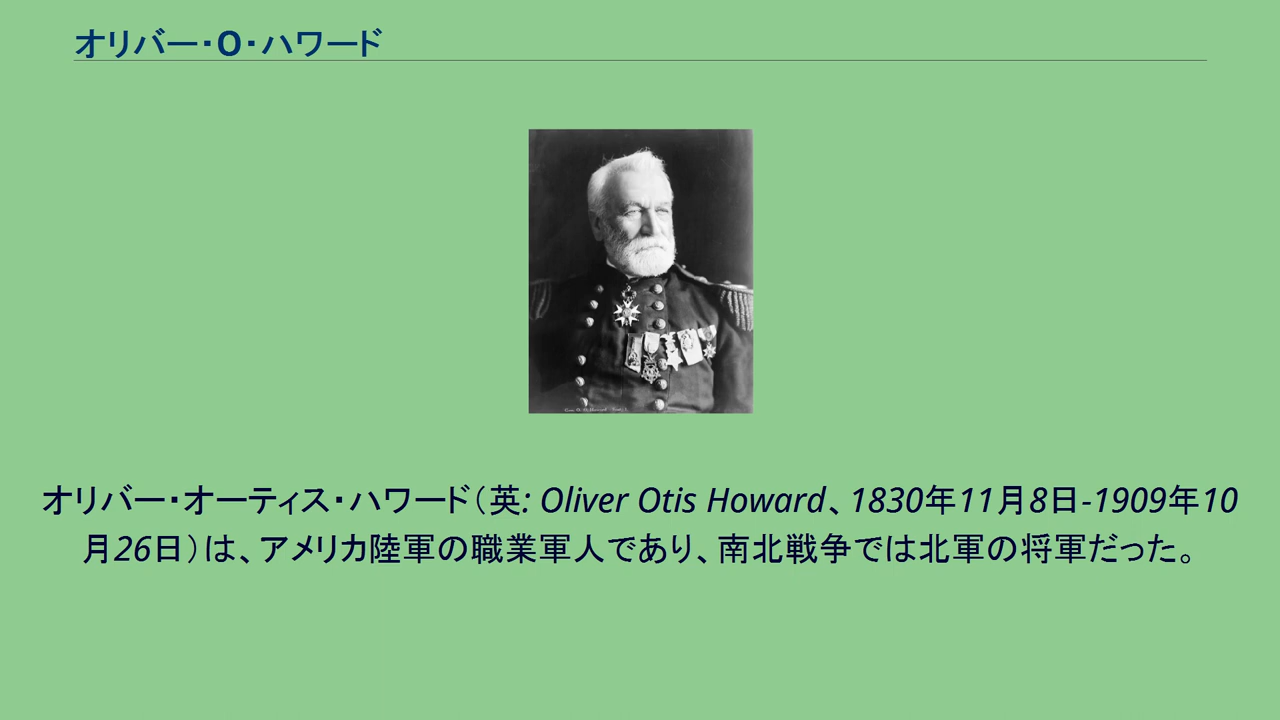 オリバー・O・ハワード
オリバー・オーティス・ハワード（英: Oliver Otis Howard、1830年11月8日-1909年10
月26日）は、アメリカ陸軍の職業軍人であり、南北戦争では北軍の将軍だった。